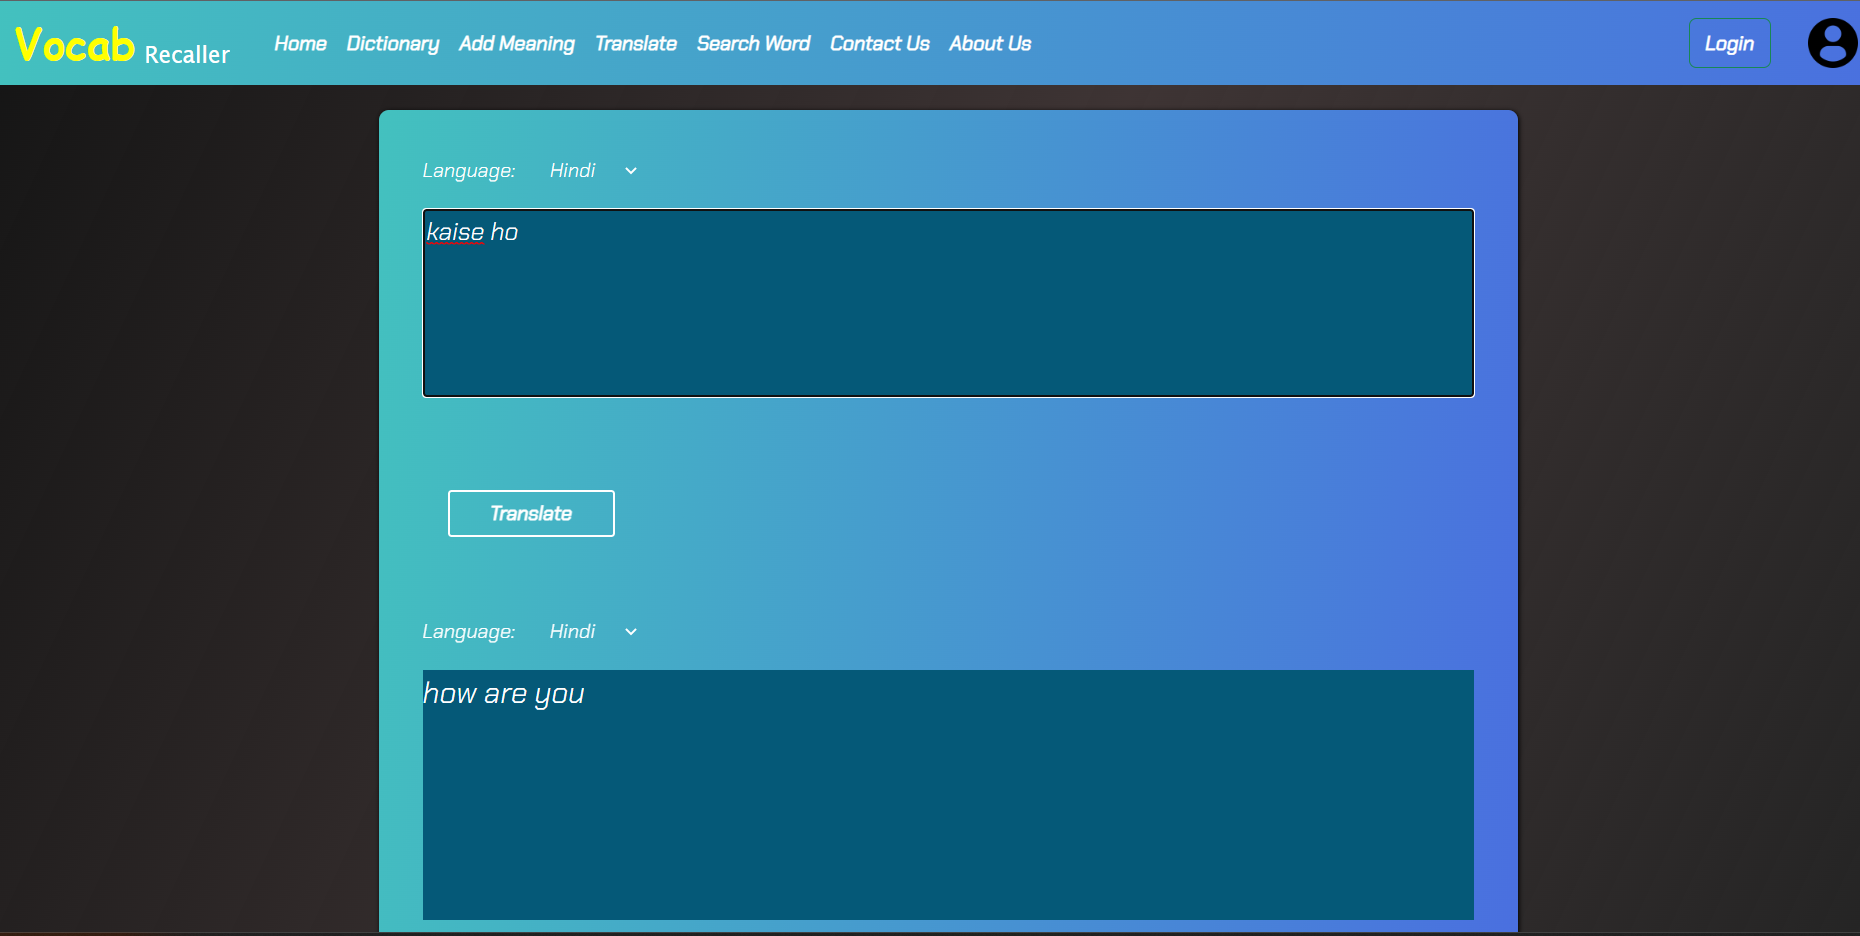 Vocab Recaller Home Dictionary Add Meaning Translate Search Word Contact Us About Us Login
Language: Hindi
kaise ho
Translate
Language: Hindi
how are you